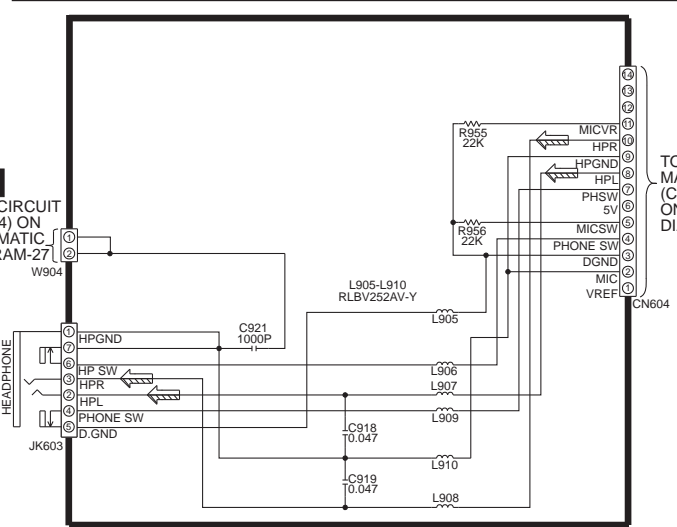 CIRCUIT
4) ON
MATIC
RAM-27
1
2
W904
HEADPHONE
1
7
6
3
2
4
5
HPGND
HP SW
HPR
HPL
PHONE SW
D.GND
JK603
C921
1000P
L905-L910
RLBV252AV-Y
L905
L906
L907
L909
C918
0.047
L910
C919
0.047
L908
R955
22K
R956
22K
14
13
12
11
10
9
8
7
6
5
4
3
2
1
MICVR
HPR
HPGND
HPL
PHSW
5V
MICSW
PHONE SW
DGND
MIC
VREF
CN604
TO
MA
(C
ON
DI